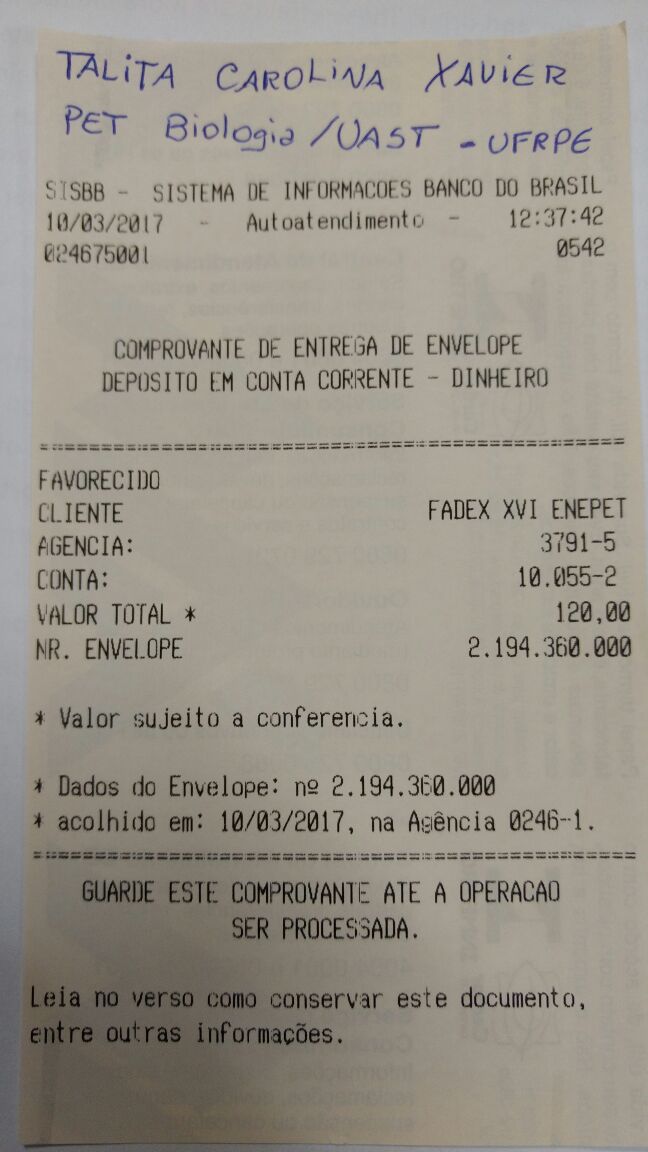 TALITA CAROLINA XAVIER
PET Biologia /UAST - UFRPE
SISBB - SISTEMA DE INFORMACOES BANCO DO BRASIL
10/03/2017 - Autoatendimento - 12:37:42
024675001 0542
COMPROVANTE DE ENTREGA DE ENVELOPE
DEPOSITO EM CONTA CORRENTE - DINHEIRO
FAVORECIDO
CLIENTE FADEX XVI ENEPET
AGENCIA: 3791-5
CONTA: 10.055-2
VALOR TOTAL * 120,00
NR. ENVELOPE 2.194.360.000
* Valor sujeito a conferencia.
* Dados do Envelope: nº 2.194.360.000
* acolhido em: 10/03/2017, na Agência 0246-1.
GUARDE ESTE COMPROVANTE ATE A OPERACAO
SER PROCESSADA.
Leia no verso como conservar este documento,
entre outras informações.